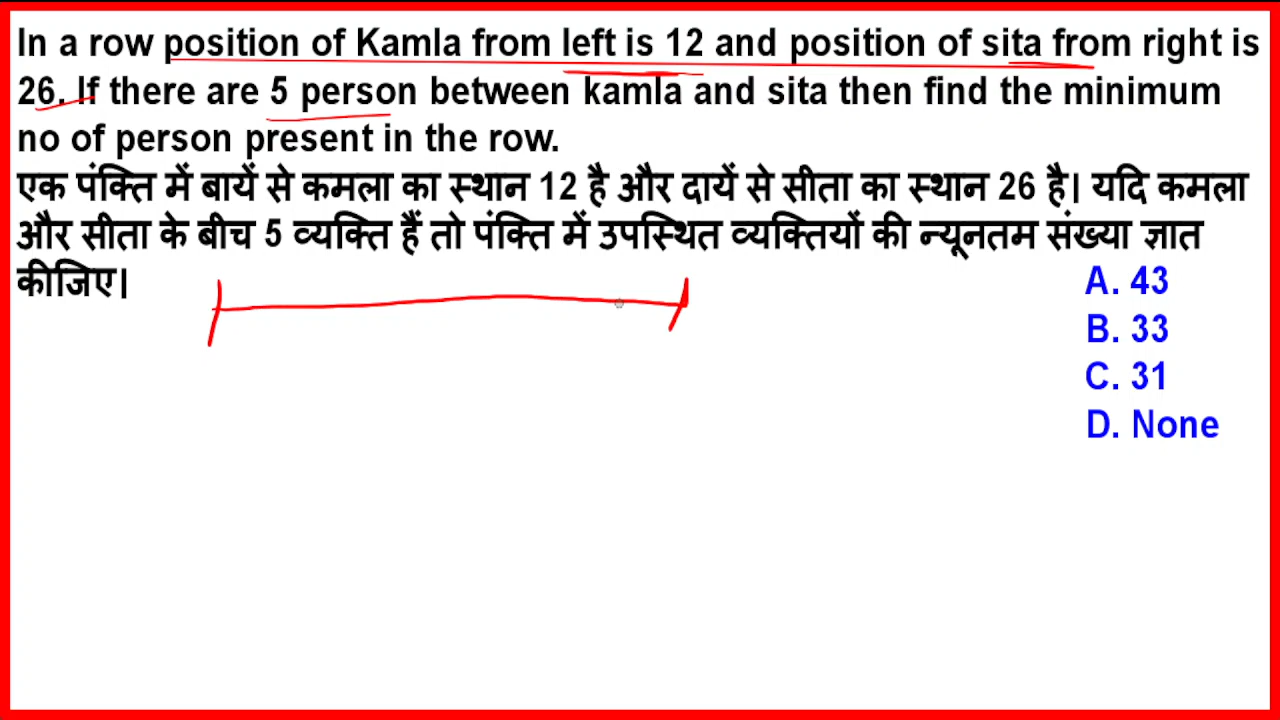 In a row position of Kamla from left is 12 and position of sita from right is
26. If there are 5 person between kamla and sita then find the minimum
no of person present in the row.
एक पंक्ति में बायें से कमला का स्थान 12 है और दायें से सीता का स्थान 26 है। यदि कमला
और सीता के बीच 5 व्यक्ति हैं तो पंक्ति में उपस्थित व्यक्तियों की न्यूनतम संख्या ज्ञात
कीजिए।
A. 43
B. 33
C. 31
D. None